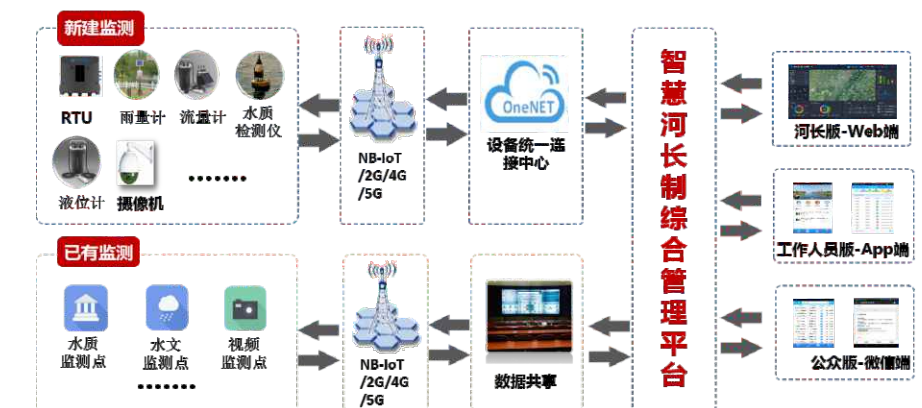 新建监测
RTU
雨量计
流量计
水质
检测仪
液位计
摄像机
NB-IoT
/2G/4G
/5G
OneNET
设备统一连
接中心
已有监测
水质
监测点
水文
监测点
视频
监测点
NB-IoT
/2G/4G
/5G
数据共享
智慧河长制综合管理平台
河长版-Web端
工作人员版-App端
公众版-微信端